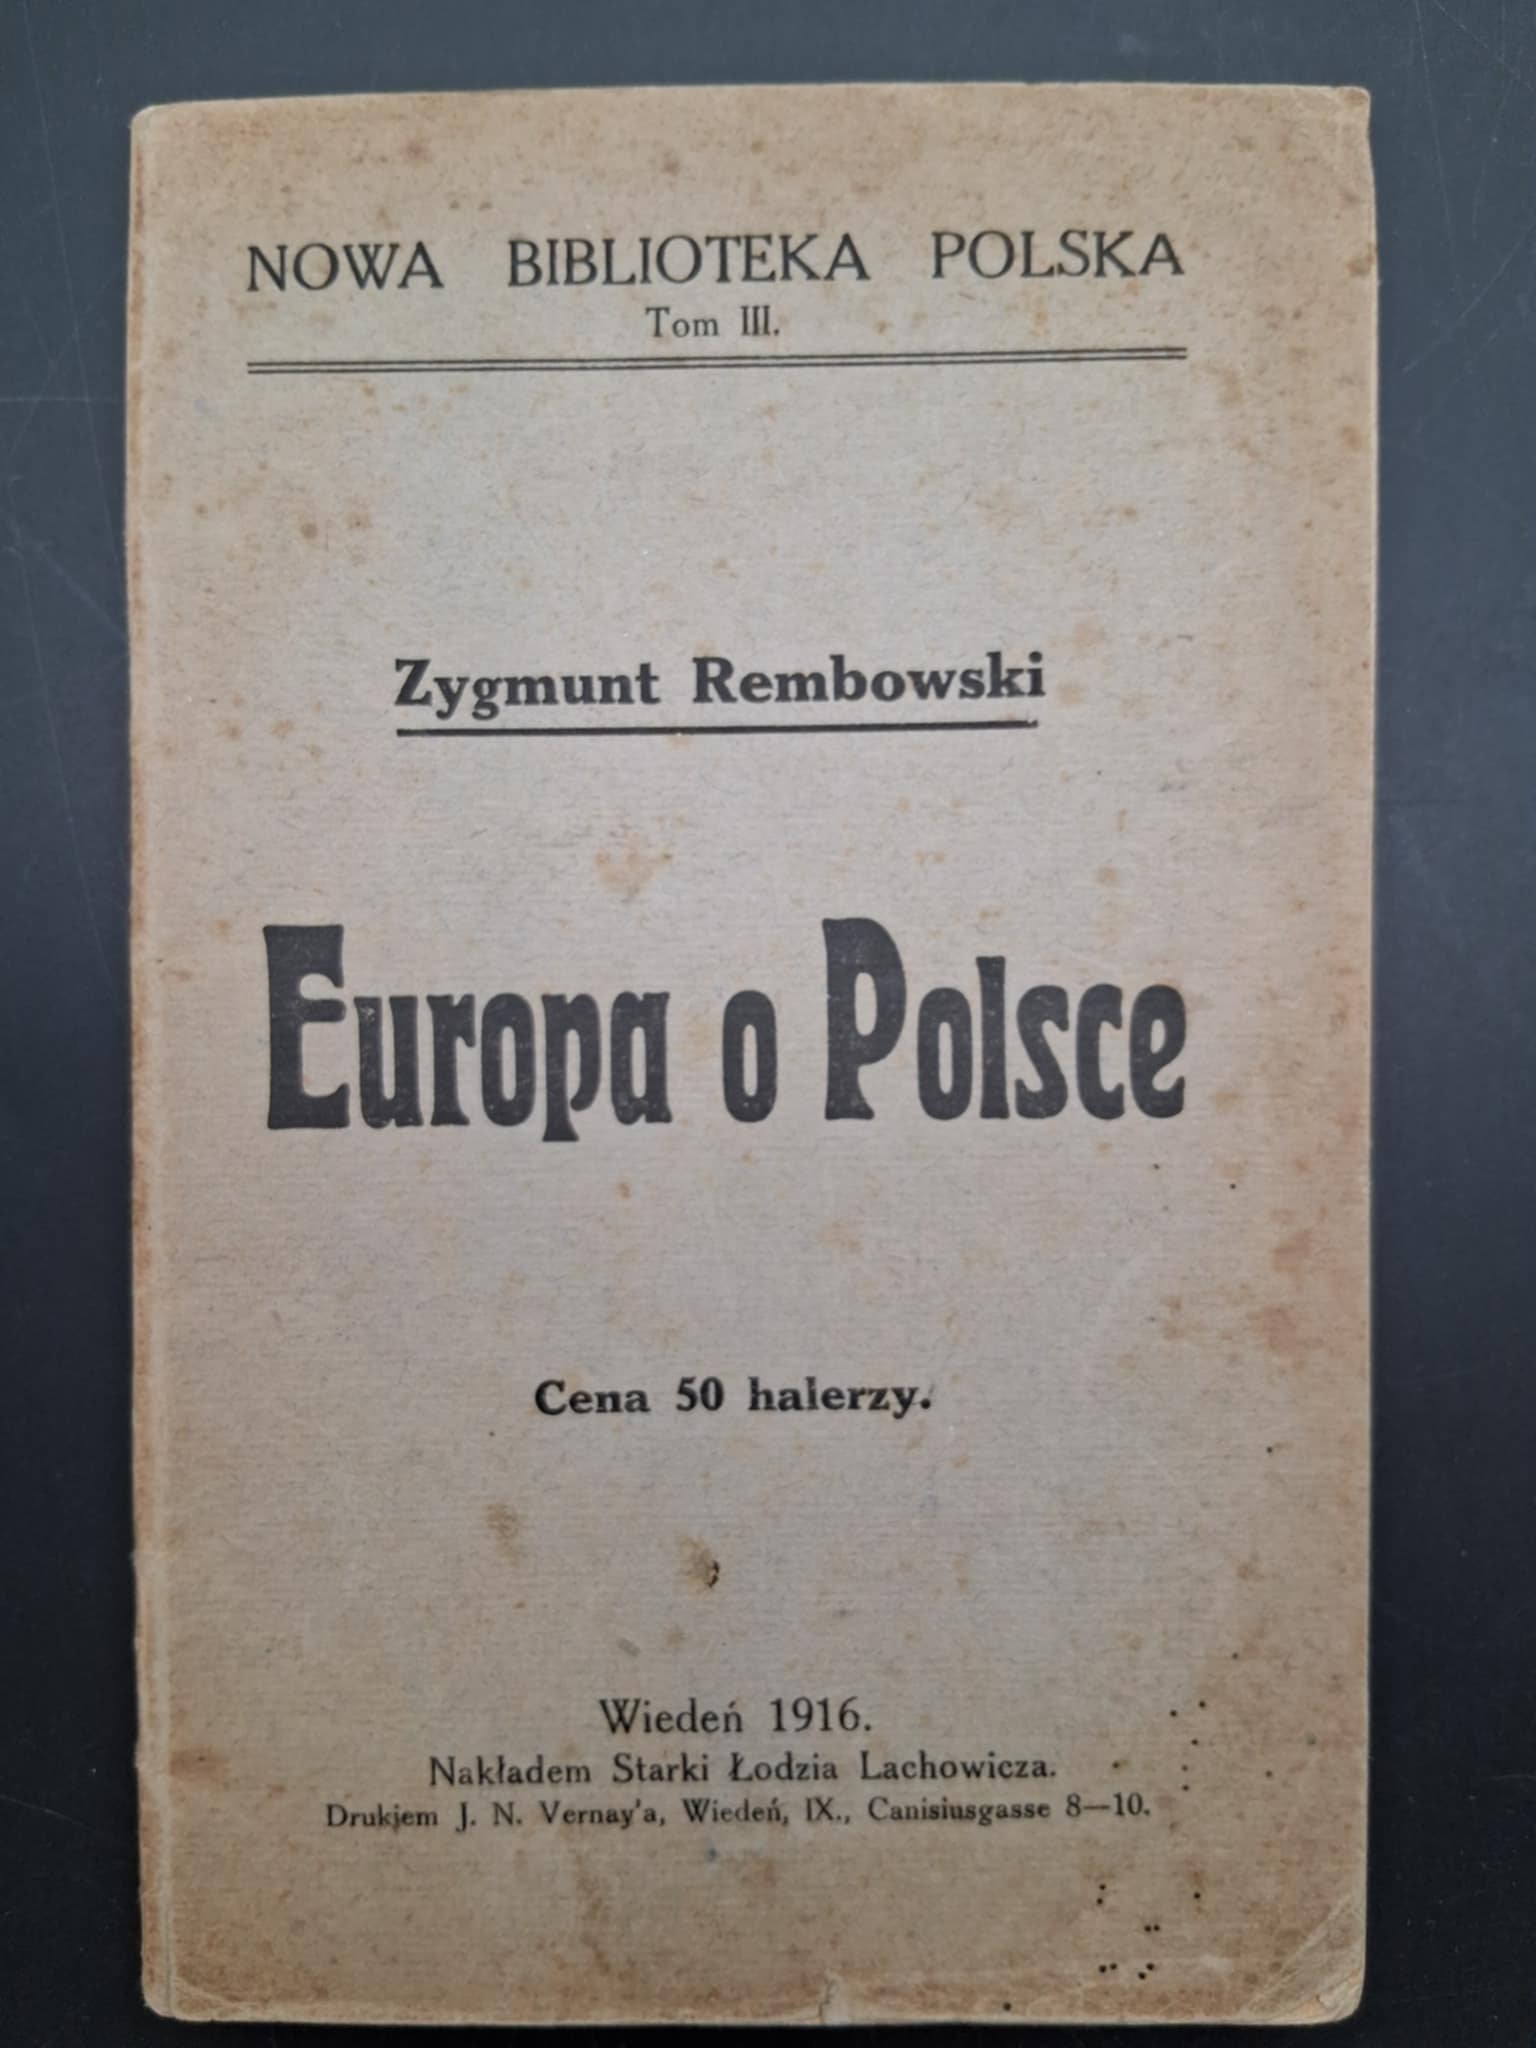 NOWA BIBLIOTEKA POLSKA
Tom III.
Zygmunt Rembowski
Europa o Polsce
Cena 50 halerzy.
Wiedeń 1916.
Nakładem Starki Łodzia Lachowicza.
Drukiem J. N. Vernay'a, Wiedeń, IX., Canisiusgasse 8—10.